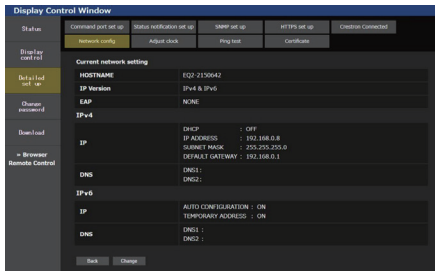 Display Control Window
Status
Display control
Detailed set up
Change password
Download
» Browser Remote Control
Command port set up
Status notification set up
SNMP set up
HTTPS set up
Crestron Connected
Network config
Adjust clock
Ping test
Certificate
Current network setting
HOSTNAME EQ2-2150642
IP Version IPv4 & IPv6
EAP NONE
IPv4
IP
DHCP : OFF
IP ADDRESS : 192.168.0.8
SUBNET MASK : 255.255.255.0
DEFAULT GATEWAY : 192.168.0.1
DNS
DNS1:
DNS2:
IPv6
IP
AUTO CONFIGURATION : ON
TEMPORARY ADDRESS : ON
DNS
DNS1 :
DNS2 :
Back Change